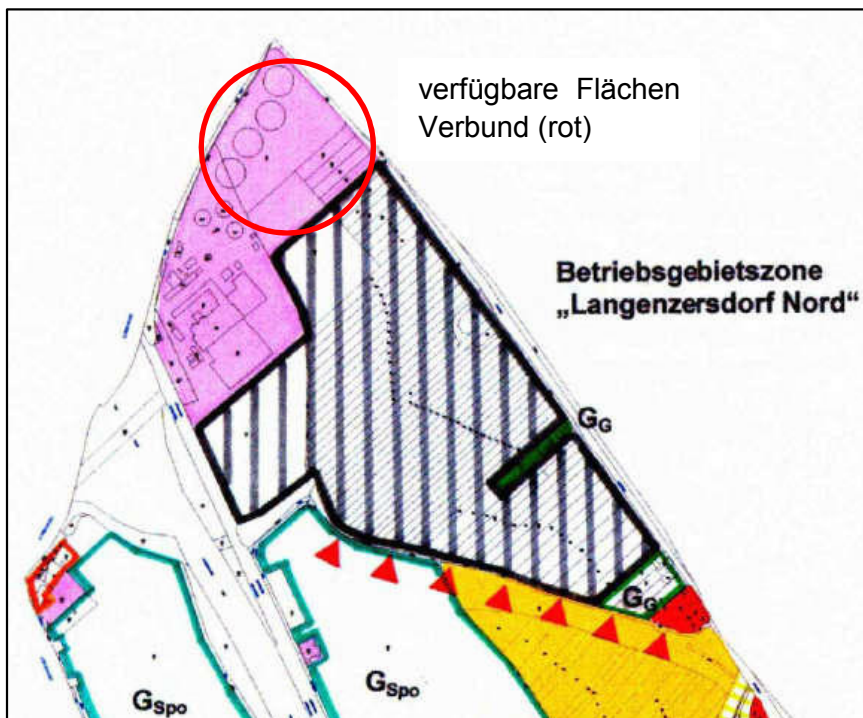 verfügbare Flächen
Verbund (rot)
Betriebsgebietszone
„Langenzersdorf Nord“
GG
GG
GSpo
GSpo